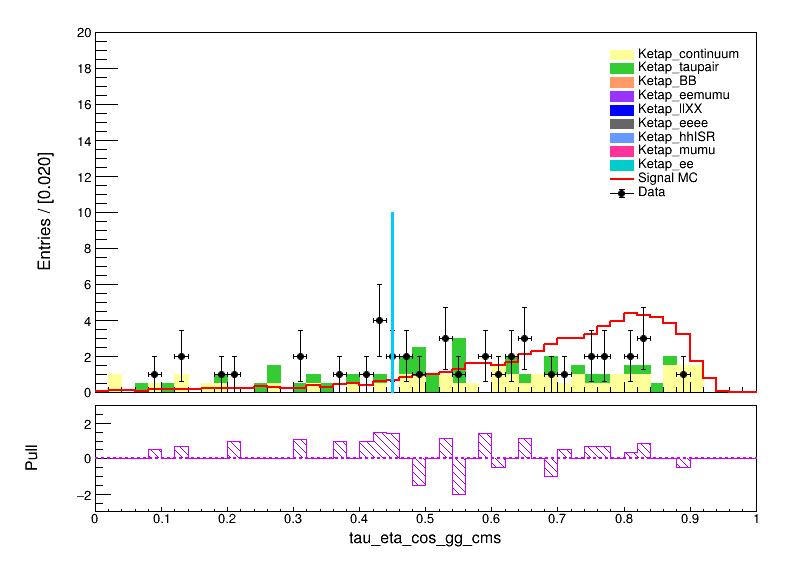 20
18
16
14
12
10
8
6
4
2
0
Entries / [0.020]
Ketap_continuum
Ketap_taupair
Ketap_BB
Ketap_eemumu
Ketap_llXX
Ketap_eeee
Ketap_hhISR
Ketap_mumu
Ketap_ee
Signal MC
Data
2
0
−2
Pull
0 0.1 0.2 0.3 0.4 0.5 0.6 0.7 0.8 0.9 1
tau_eta_cos_gg_cms